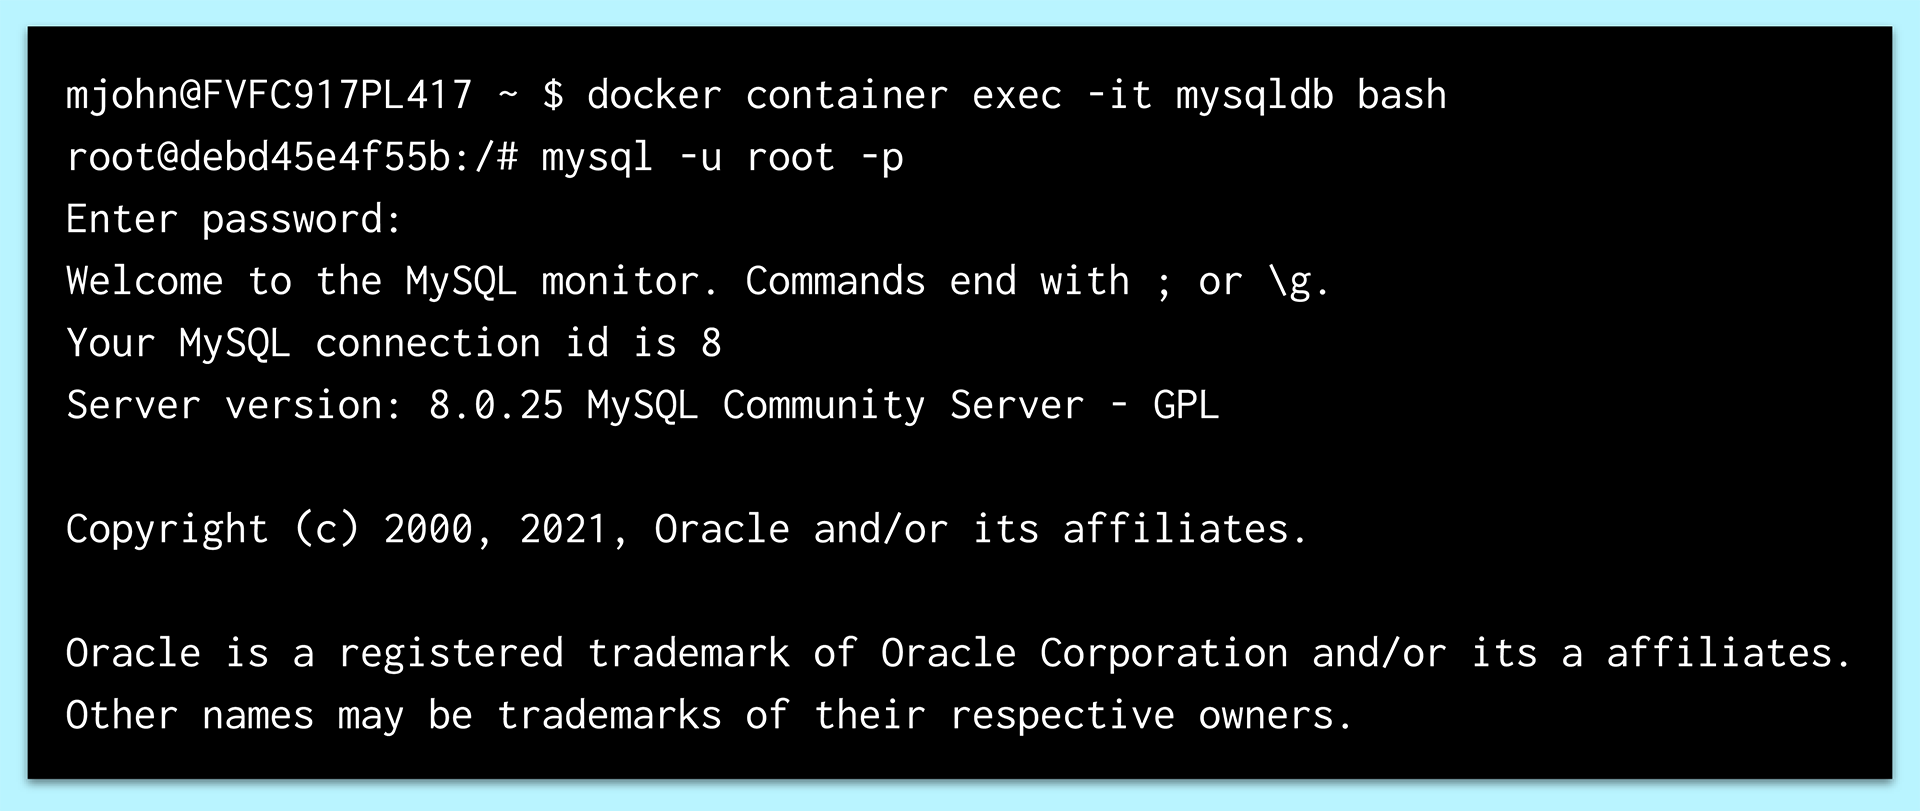 mjohn@FVFC917PL417 ~ $ docker container exec -it mysqldb bash
root@debd45e4f55b:/# mysql -u root -p
Enter password:
Welcome to the MySQL monitor. Commands end with ; or \g.
Your MySQL connection id is 8
Server version: 8.0.25 MySQL Community Server - GPL
Copyright (c) 2000, 2021, Oracle and/or its affiliates.
Oracle is a registered trademark of Oracle Corporation and/or its a affiliates.
Other names may be trademarks of their respective owners.